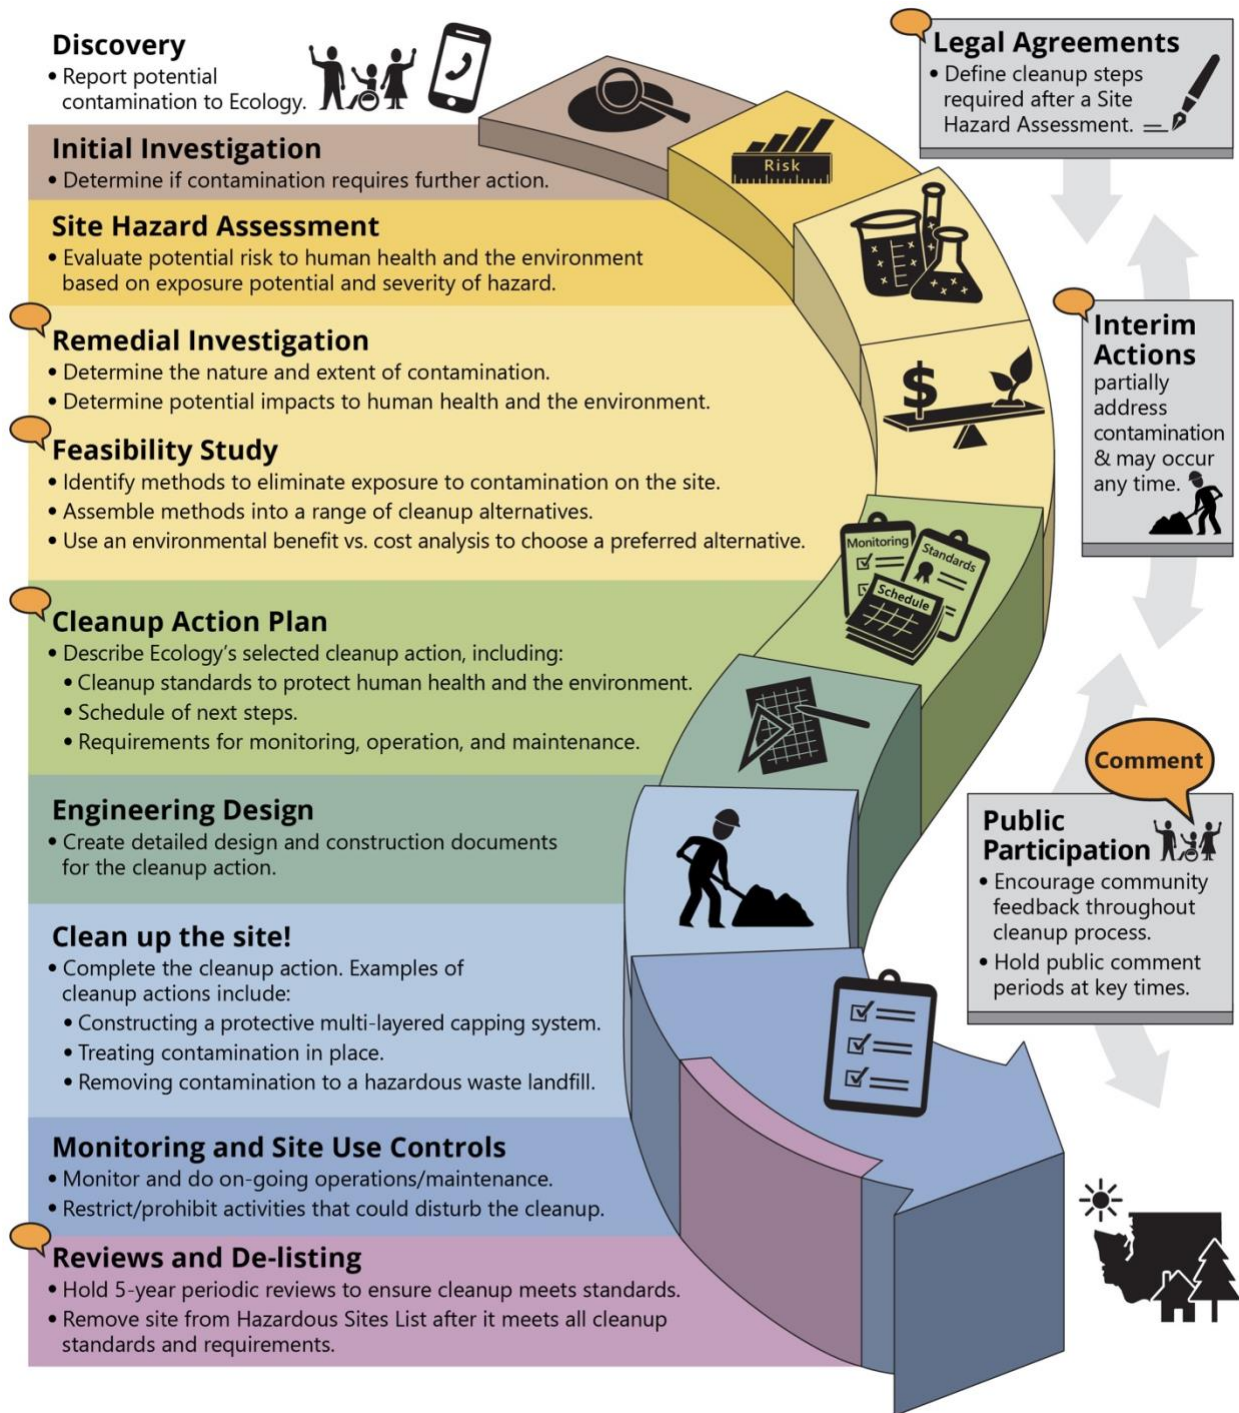 Discovery
• Report potential
contamination to Ecology.
Initial Investigation
• Determine if contamination requires further action.
Site Hazard Assessment
• Evaluate potential risk to human health and the environment
based on exposure potential and severity of hazard.
Remedial Investigation
• Determine the nature and extent of contamination.
• Determine potential impacts to human health and the environment.
Feasibility Study
• Identify methods to eliminate exposure to contamination on the site.
• Assemble methods into a range of cleanup alternatives.
• Use an environmental benefit vs. cost analysis to choose a preferred alternative.
Cleanup Action Plan
• Describe Ecology's selected cleanup action, including:
• Cleanup standards to protect human health and the environment.
• Schedule of next steps.
• Requirements for monitoring, operation, and maintenance.
Engineering Design
• Create detailed design and construction documents
for the cleanup action.
Clean up the site!
• Complete the cleanup action. Examples of
cleanup actions include:
• Constructing a protective multi-layered capping system.
• Treating contamination in place.
• Removing contamination to a hazardous waste landfill.
Monitoring and Site Use Controls
• Monitor and do on-going operations/maintenance.
• Restrict/prohibit activities that could disturb the cleanup.
Reviews and De-listing
• Hold 5-year periodic reviews to ensure cleanup meets standards.
• Remove site from Hazardous Sites List after it meets all cleanup
standards and requirements.
Risk
$
Monitoring
Standards
Schedule
Legal Agreements
• Define cleanup steps
required after a Site
Hazard Assessment.
Interim
Actions
partially
address
contamination
& may occur
any time.
Comment
Public
Participation
• Encourage community
feedback throughout
cleanup process.
• Hold public comment
periods at key times.